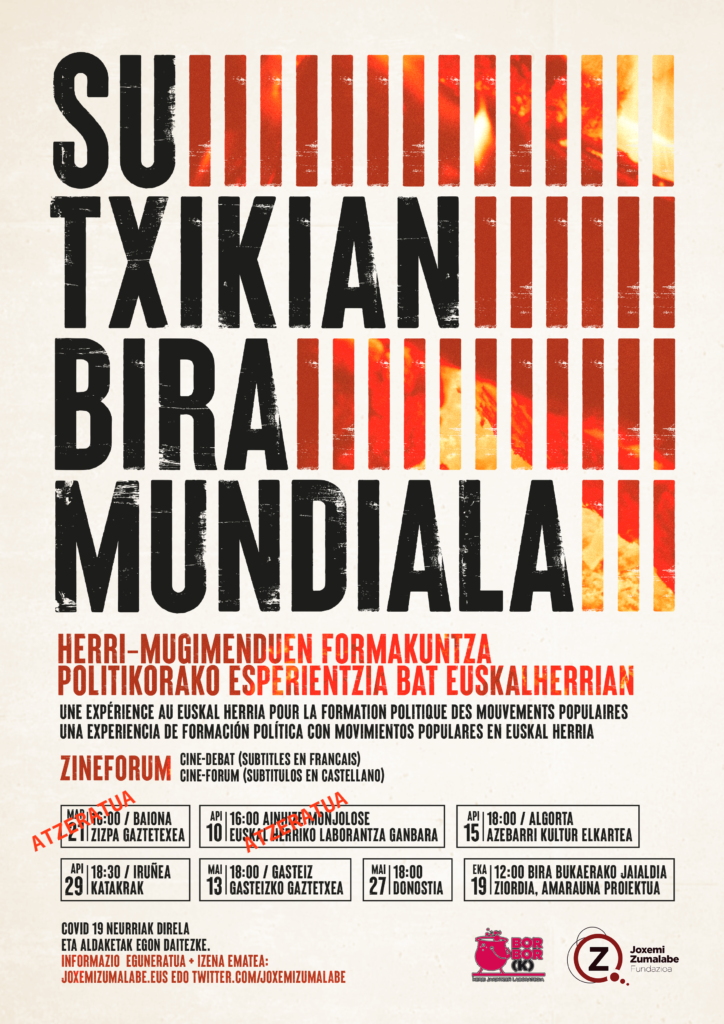 SU
TXIKIAN
BIRA
MUNDIALA
HERRI-MUGIMENDUEN FORMAKUNTZA
POLITIKORAKO ESPERIENTZIA BAT EUSKALHERRIAN
UNE EXPÉRIENCE AU EUSKAL HERRIA POUR LA FORMATION POLITIQUE DES MOUVEMENTS POPULAIRES
UNA EXPERIENCIA DE FORMACIÓN POLÍTICA CON MOVIMIENTOS POPULARES EN EUSKAL HERRIA
ZINEFORUM
CINE-DEBAT (SUBTITLES EN FRANCAIS)
CINE-FORUM (SUBTITULOS EN CASTELLANO)
MAR 21 16:00 / BAIONA
ZIZPA GAZTETXEA
ATZERATUA
API 10 16:00 / MONJOLOSE
EUSKAL HERRIKO LABORANTZA GANBARA
ATZERATUA
API 15 18:00 / ALGORTA
AZEBARRI KULTUR ELKARTEA
API 29 18:30 / IRUÑEA
KATAKRAK
MAI 13 18:00 / GASTEIZ
GASTEIZKO GAZTETXEA
MAI 27 18:00
DONOSTIA
EKA 19 12:00 BIRA BUKAERAKO JAIALDIA
ZIORDIA, AMARAUNA PROIEKTUA
COVID 19 NEURRIAK DIRELA
ETA ALDAKETAK EGON DAITEZKE.
INFORMAZIO EGUNERATUA + IZENA EMATEA:
JOXEMIZUMALABE.EUS EDO TWITTER.COM/JOXEMIZUMALABE
BOR
BOR
(K)
Z
Joxemi
Zumalabe
Fundazioa